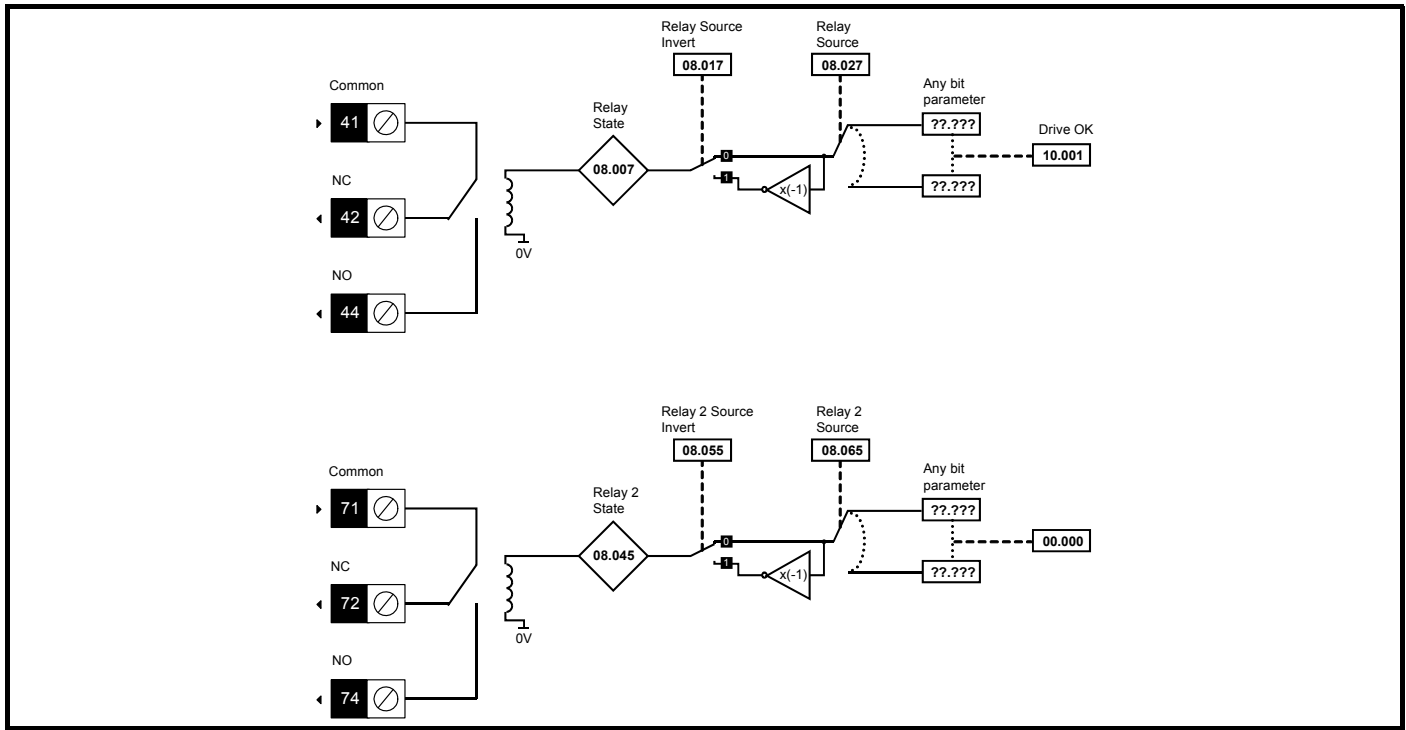 Relay Source
Invert
08.017
Relay
Source
08.027
Common
41
NC
42
NO
44
Relay
State
08.007
0V
0
1
x(-1)
Any bit
parameter
??.???
??.???
Drive OK
10.001
Relay 2 Source
Invert
08.055
Relay 2
Source
08.065
Common
71
NC
72
NO
74
Relay 2
State
08.045
0V
0
1
x(-1)
Any bit
parameter
??.???
??.???
00.000